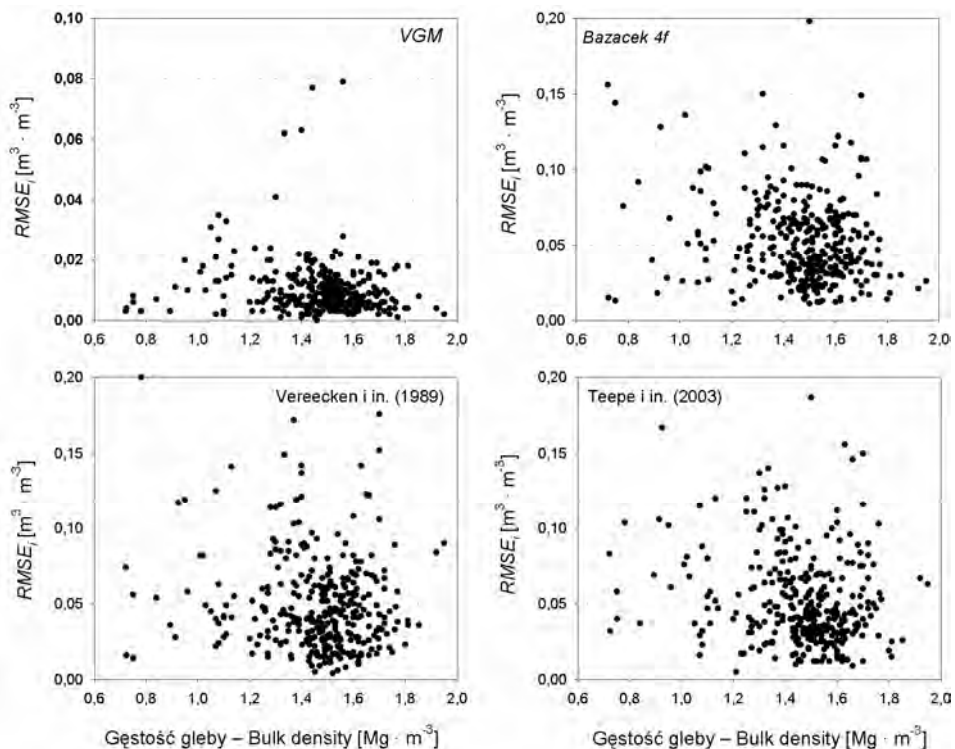 VGM
RMSE_i [m³ · m⁻³]
0,10
0,08
0,06
0,04
0,02
0,00
0,6 0,8 1,0 1,2 1,4 1,6 1,8 2,0
Bazacek 4f
RMSE_i [m³ · m⁻³]
0,20
0,15
0,10
0,05
0,00
0,6 0,8 1,0 1,2 1,4 1,6 1,8 2,0
Vereecken i in. (1989)
RMSE_i [m³ · m⁻³]
0,20
0,15
0,10
0,05
0,00
0,6 0,8 1,0 1,2 1,4 1,6 1,8 2,0
Gęstość gleby – Bulk density [Mg · m⁻³]
Teepe i in. (2003)
RMSE_i [m³ · m⁻³]
0,20
0,15
0,10
0,05
0,00
0,6 0,8 1,0 1,2 1,4 1,6 1,8 2,0
Gęstość gleby – Bulk density [Mg · m⁻³]